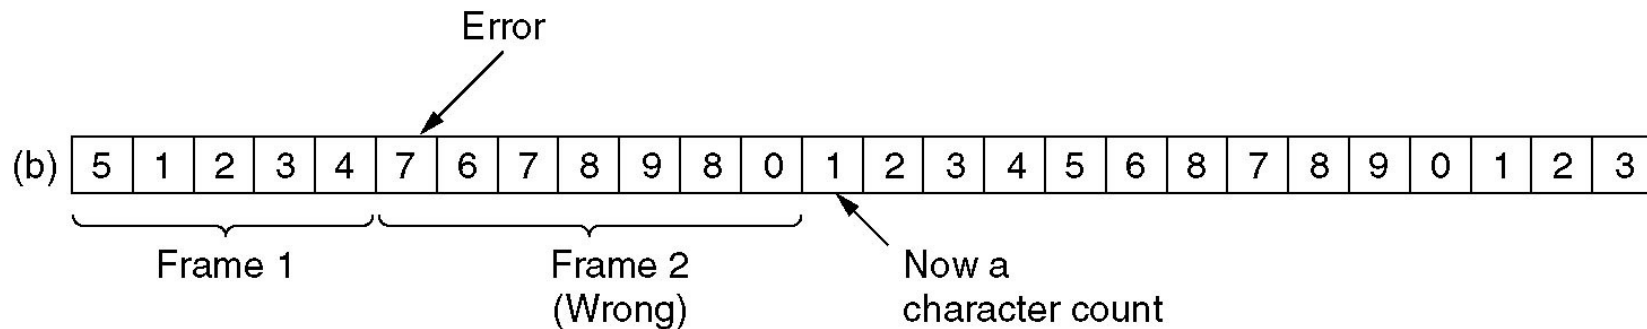 Error
(b) 5 1 2 3 4 7 6 7 8 9 8 0 1 2 3 4 5 6 8 7 8 9 0 1 2 3
Frame 1
Frame 2
(Wrong)
Now a
character count